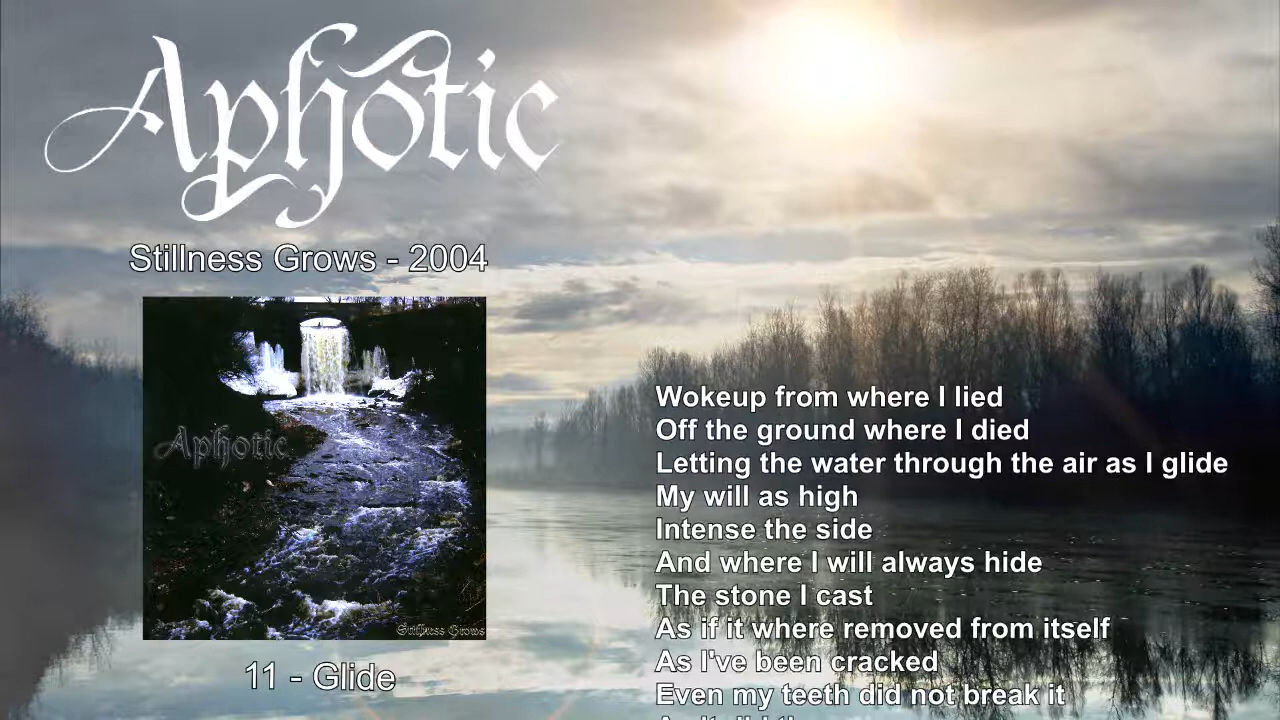 Aphotic
Stillness Grows - 2004
Aphotic
Stillness Grows
11 - Glide
Wokeup from where I lied
Off the ground where I died
Letting the water through the air as I glide
My will as high
Intense the side
And where I will always hide
The stone I cast
As if it where removed from itself
As I've been cracked
Even my teeth did not break it